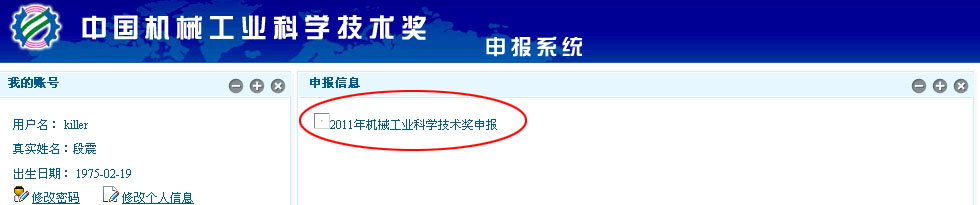 中国机械工业科学技术奖
申报系统
我的账号
用户名： killer
真实姓名：段震
出生日期： 1975-02-19
修改密码 修改个人信息
申报信息
2011年机械工业科学技术奖申报